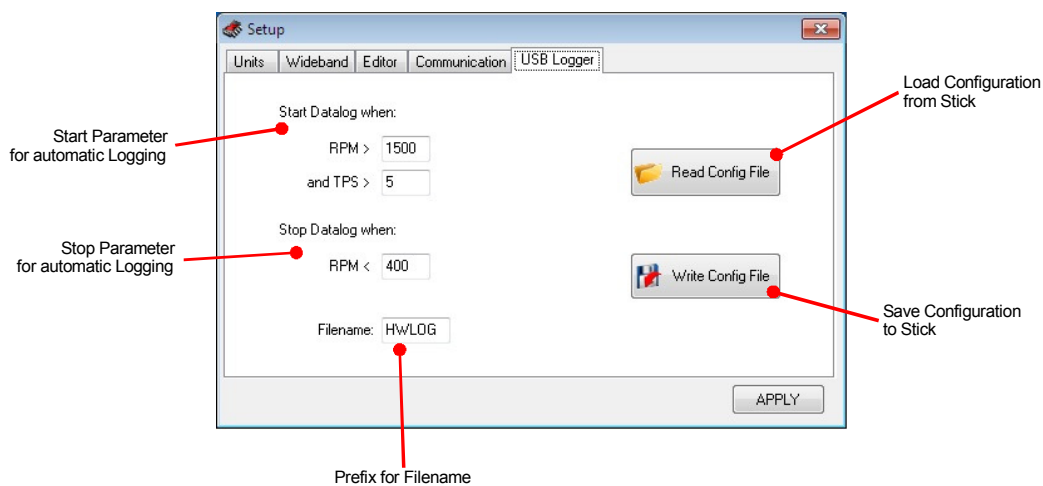 Setup
Units Wideband Editor Communication USB Logger
Load Configuration
from Stick
Start Datalog when:
Start Parameter
for automatic Logging
RPM > 1500
Read Config File
and TPS > 5
Stop Datalog when:
Stop Parameter
for automatic Logging
RPM < 400
Write Config File
Save Configuration
to Stick
Filename: HWLOG
APPLY
Prefix for Filename